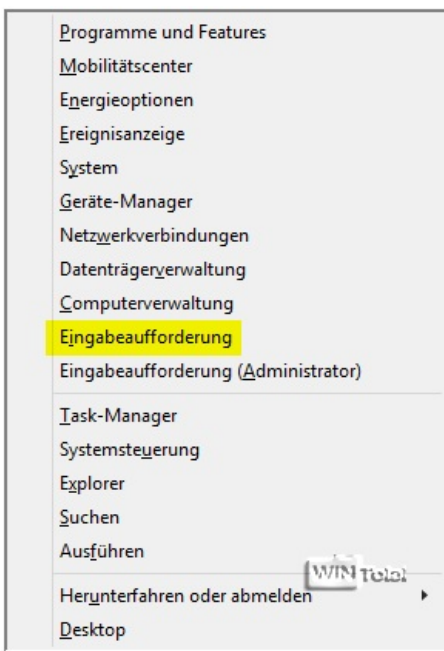 Programme und Features
Mobilitätscenter
Energieoptionen
Ereignisanzeige
System
Geräte-Manager
Netzwerkverbindungen
Datenträgerverwaltung
Computerverwaltung
Eingabeaufforderung
Eingabeaufforderung (Administrator)
Task-Manager
Systemsteuerung
Explorer
Suchen
Ausführen
WIN Total
Herunterfahren oder abmelden
Desktop